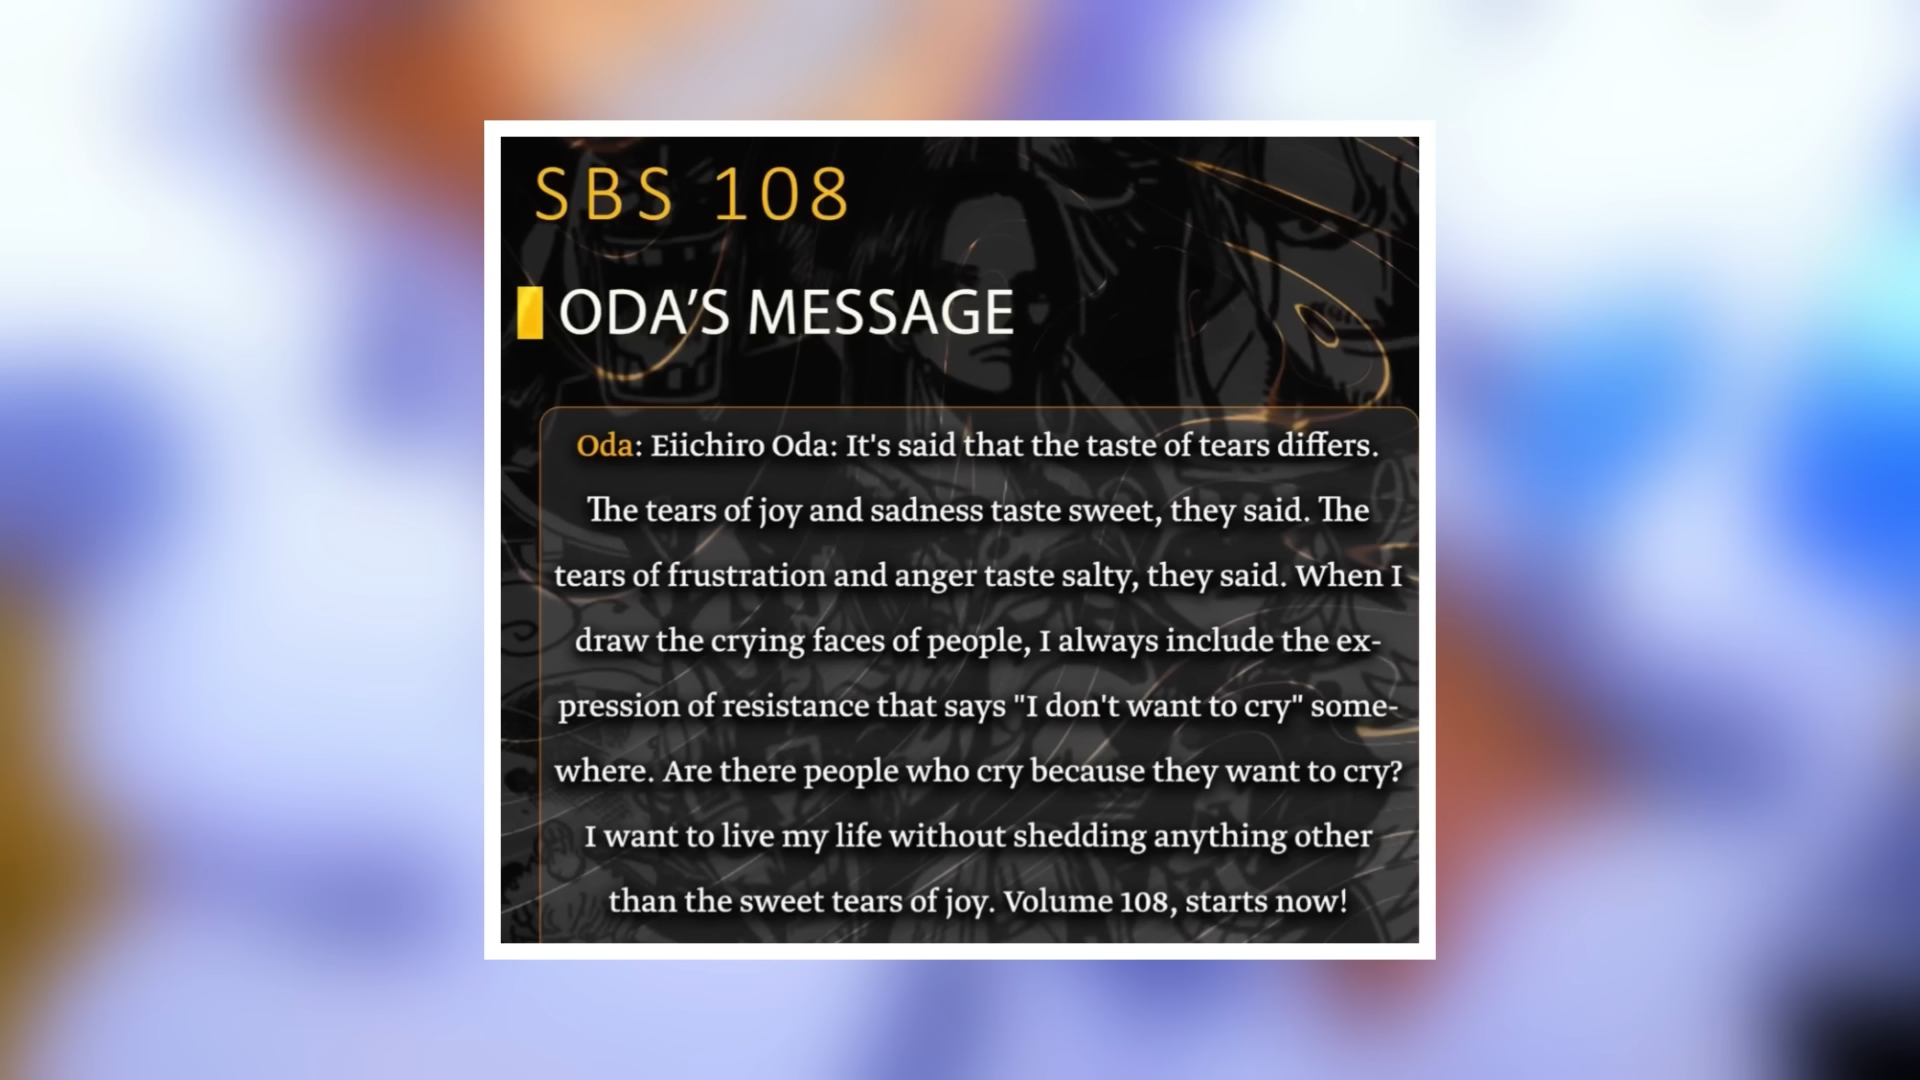 SBS 108
ODA'S MESSAGE
Oda: Eiichiro Oda: It's said that the taste of tears differs.
The tears of joy and sadness taste sweet, they said. The
tears of frustration and anger taste salty, they said. When I
draw the crying faces of people, I always include the ex-
pression of resistance that says "I don't want to cry" some-
where. Are there people who cry because they want to cry?
I want to live my life without shedding anything other
than the sweet tears of joy. Volume 108, starts now!